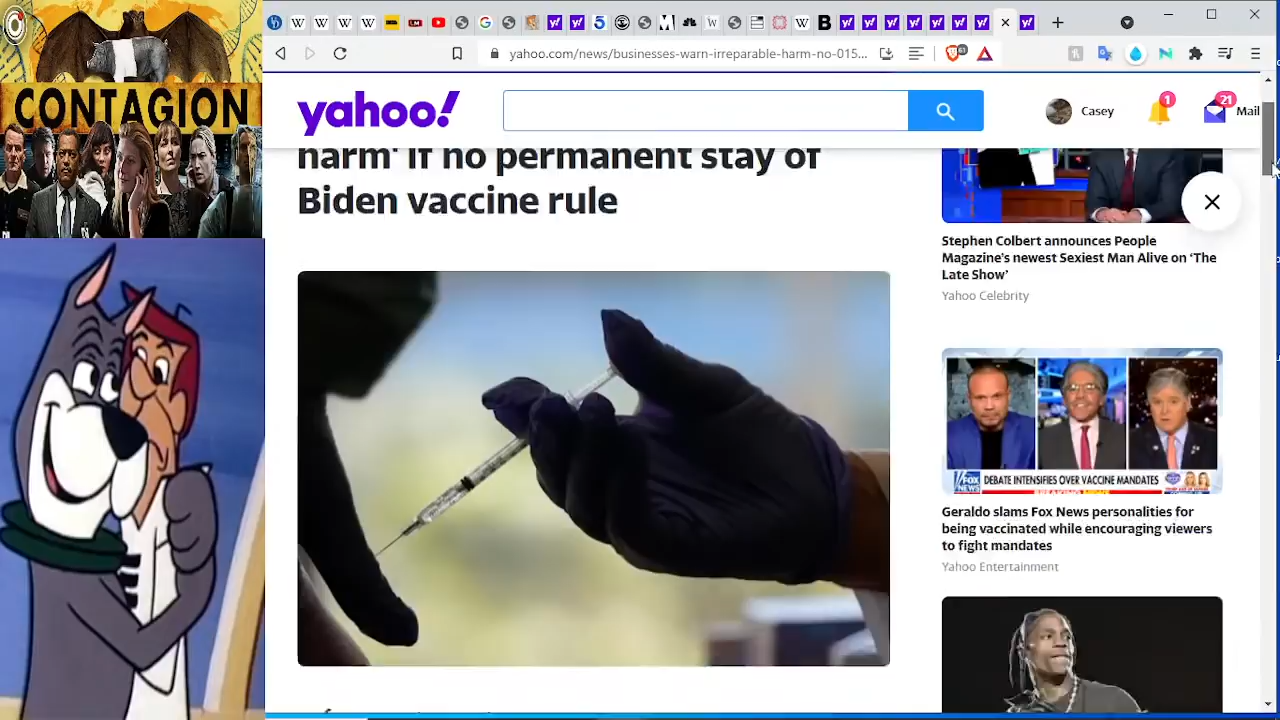 CONTAGION
yahoo.com/news/businesses-warn-irreparable-harm-no-015...
yahoo!
Casey
1
21
Mail
harm' if no permanent stay of
Biden vaccine rule
Stephen Colbert announces People
Magazine's newest Sexiest Man Alive on ‘The
Late Show’
Yahoo Celebrity
FOX
NEWS
DEBATE INTENSIFIES OVER VACCINE MANDATES
Geraldo slams Fox News personalities for
being vaccinated while encouraging viewers
to fight mandates
Yahoo Entertainment